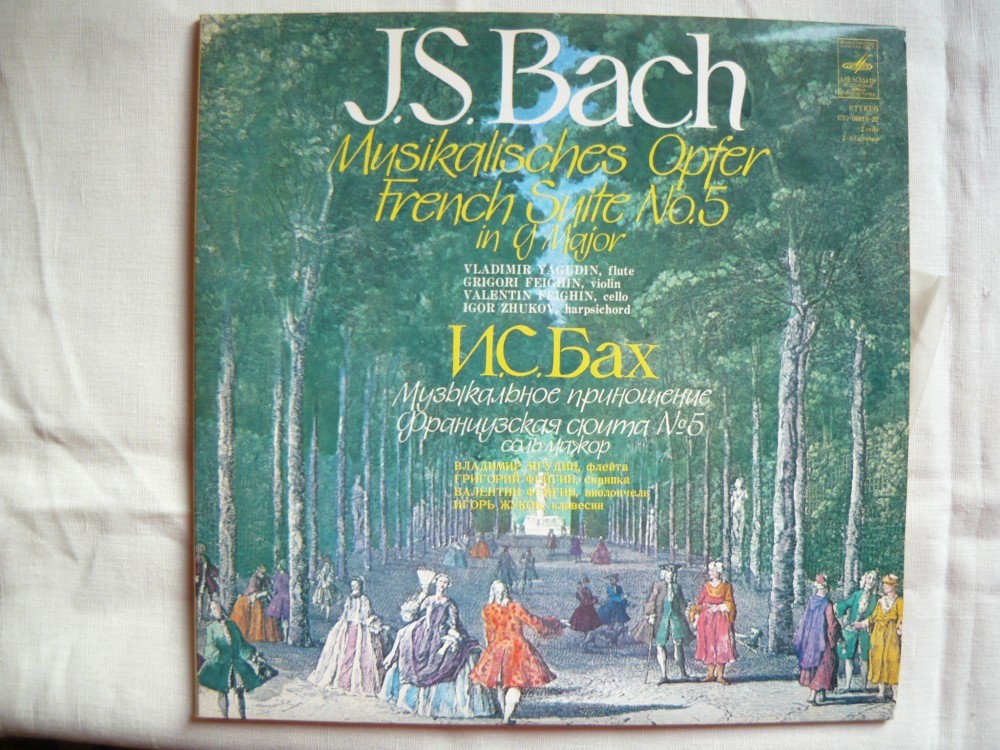 J.S. Bach
Musikalisches Opfer
French Suite No.5
in G Major
VLADIMIR YAGUDIN, flute
GRIGORI FEIGHIN, violin
VALENTIN FEIGHIN, cello
IGOR ZHUKOV, harpsichord
И.С.Бах
Музыкальное приношение
Французская сюита №5
соль мажор
ВЛАДИМИР ЯГУДИН, флейта
ГРИГОРИЙ ФЕЙГИН, скрипка
ВАЛЕНТИН ФЕЙГИН, виолончель
ИГОРЬ ЖУКОВ, клавесин
МЕЛОДИЯ
STEREO